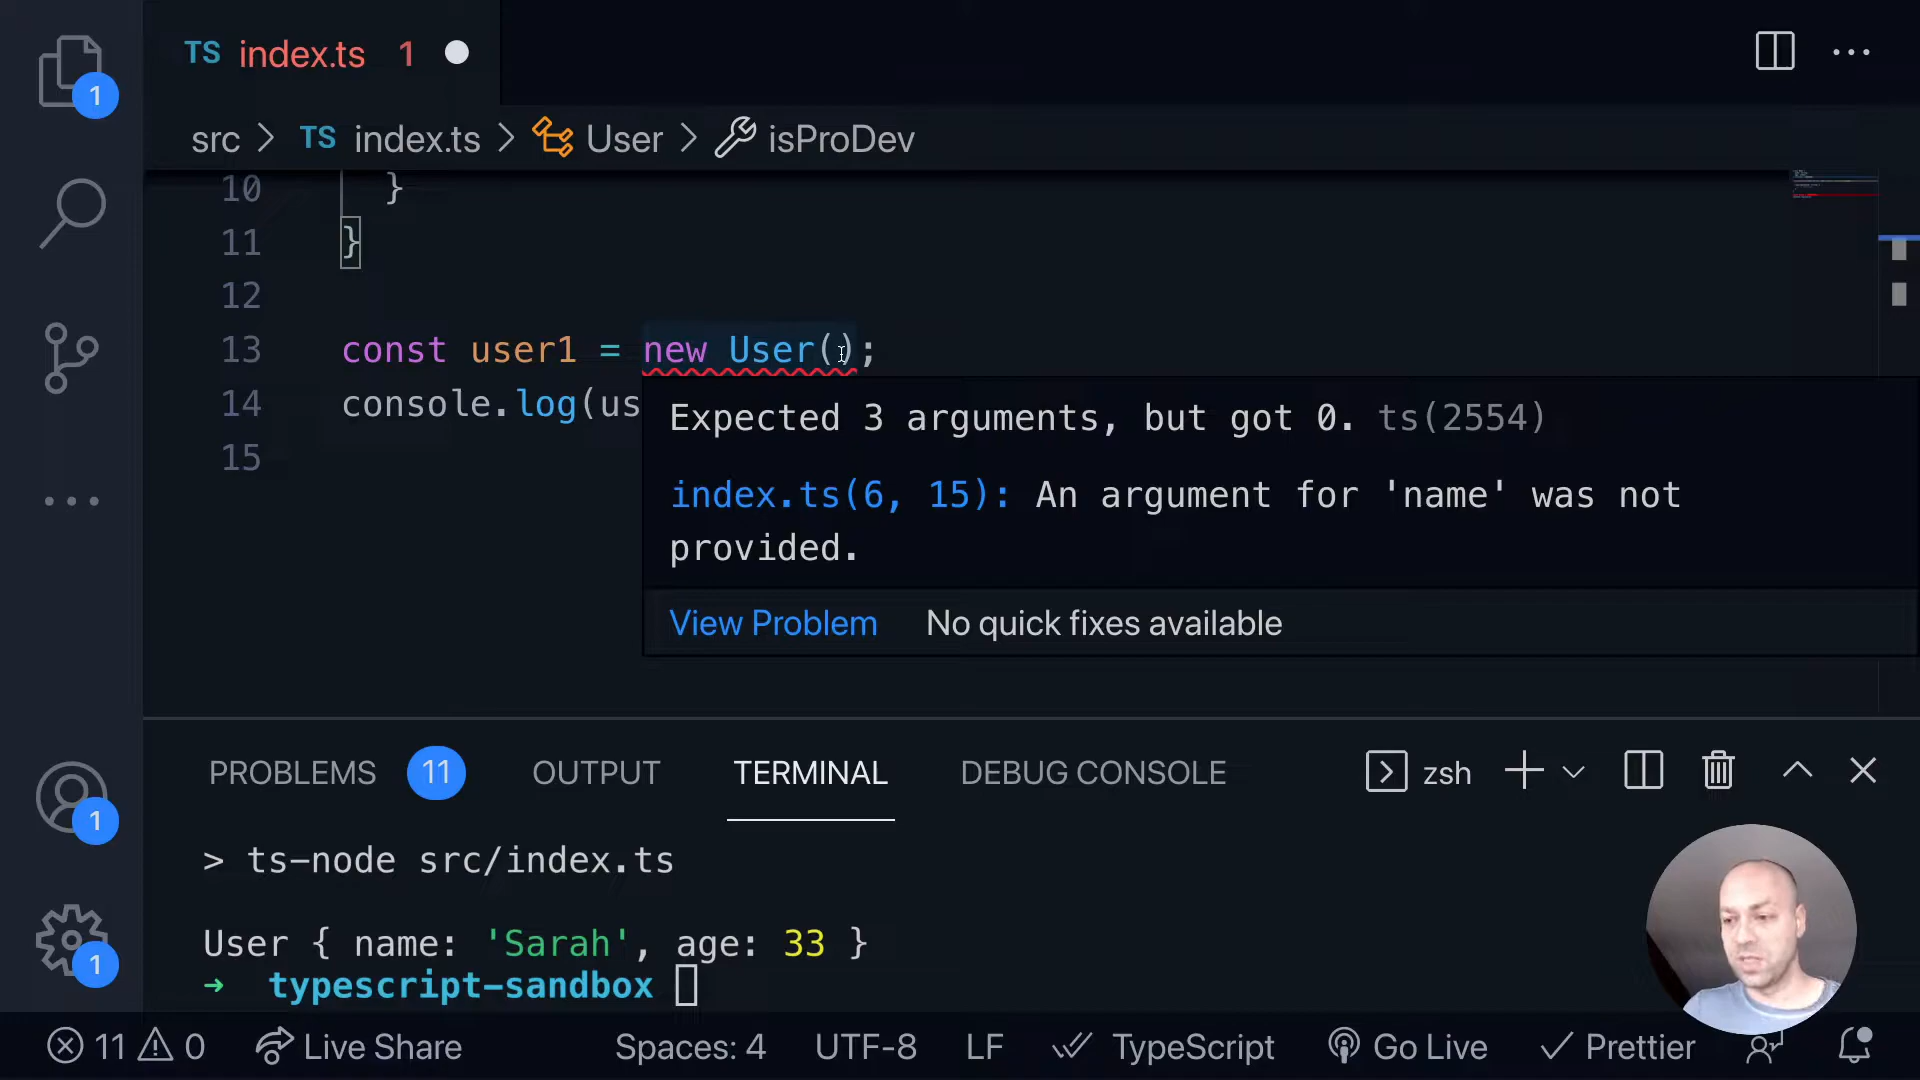 TS index.ts 1
src > TS index.ts > User > isProDev
10 }
11 }
12
13 const user1 = new User();
14 console.log(us
15
Expected 3 arguments, but got 0. ts(2554)
index.ts(6, 15): An argument for 'name' was not
provided.
View Problem No quick fixes available
PROBLEMS 11 OUTPUT TERMINAL DEBUG CONSOLE zsh
> ts-node src/index.ts
User { name: 'Sarah', age: 33 }
➜ typescript-sandbox
1
1
1
11 0 Live Share Spaces: 4 UTF-8 LF TypeScript Go Live Prettier